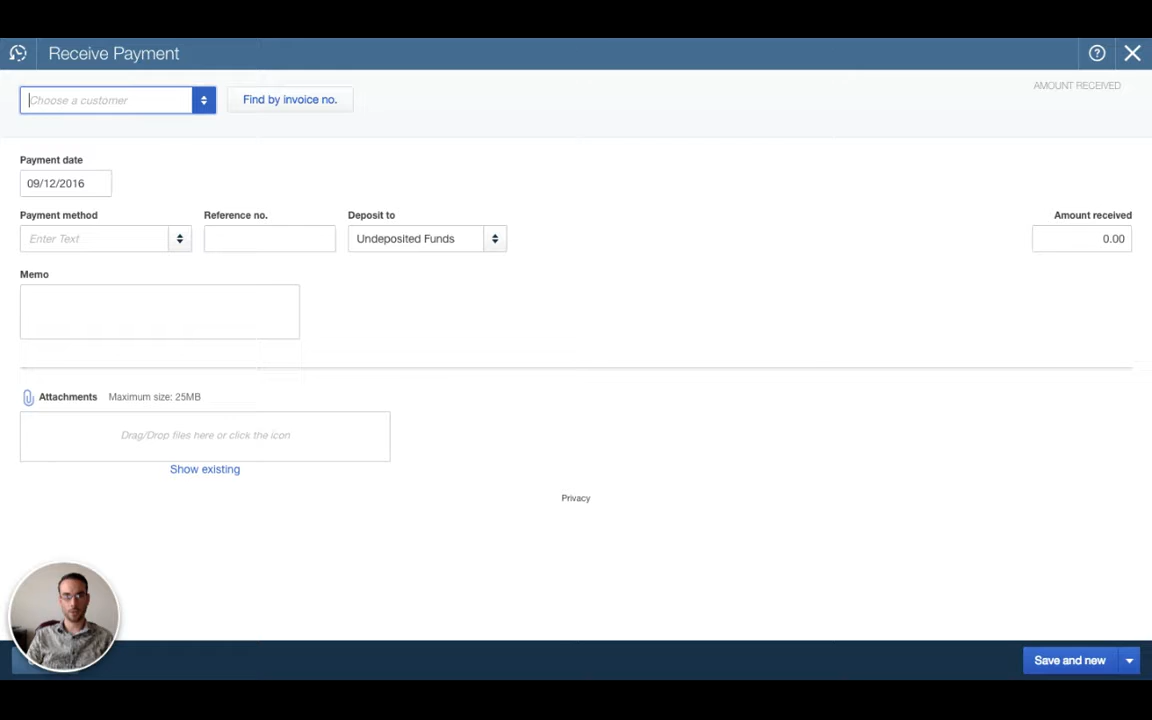 Receive Payment
AMOUNT RECEIVED
Choose a customer
Find by invoice no.
Payment date
09/12/2016
Payment method
Reference no.
Deposit to
Amount received
Enter Text
Undeposited Funds
0.00
Memo
Attachments Maximum size: 25MB
Drag/Drop files here or click the icon
Show existing
Privacy
Save and new